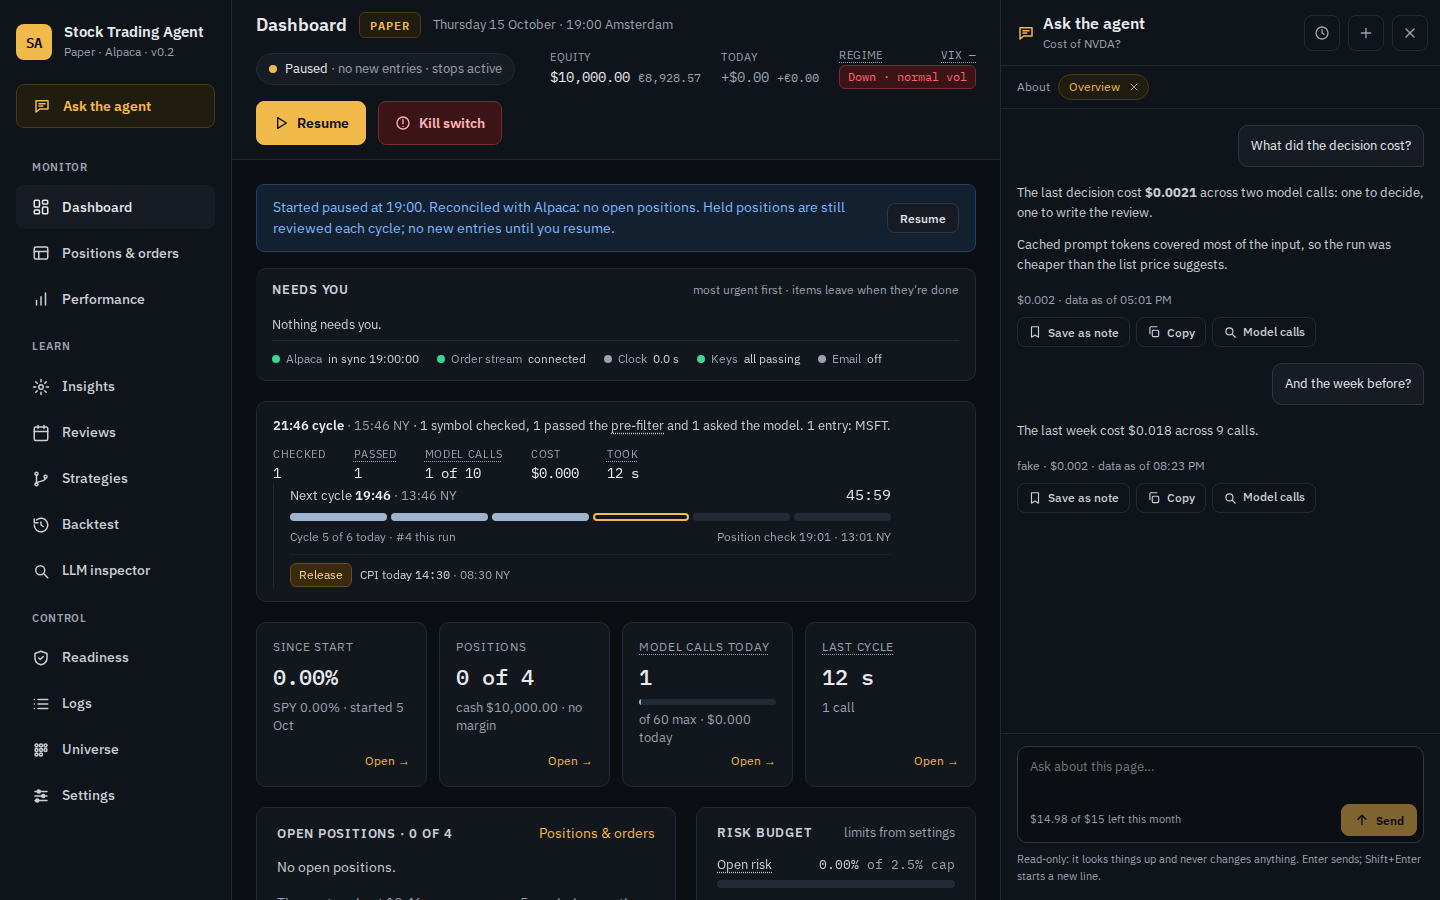 SA
Stock Trading Agent
Paper · Alpaca · v0.2
Ask the agent
MONITOR
Dashboard
Positions & orders
Performance
LEARN
Insights
Reviews
Strategies
Backtest
LLM inspector
CONTROL
Readiness
Logs
Universe
Settings
Dashboard
PAPER
Thursday 15 October · 19:00 Amsterdam
Paused · no new entries · stops active
EQUITY
$10,000.00 €8,928.57
TODAY
+$0.00 +€0.00
REGIME VIX —
Down · normal vol
Resume
Kill switch
Started paused at 19:00. Reconciled with Alpaca: no open positions. Held positions are still
reviewed each cycle; no new entries until you resume.
Resume
NEEDS YOU
most urgent first · items leave when they're done
Nothing needs you.
Alpaca in sync 19:00:00
Order stream connected
Clock 0.0 s
Keys all passing
Email off
21:46 cycle · 15:46 NY · 1 symbol checked, 1 passed the pre-filter and 1 asked the model. 1 entry: MSFT.
CHECKED
1
PASSED
1
MODEL CALLS
1 of 10
COST
$0.000
TOOK
12 s
Next cycle 19:46 · 13:46 NY
45:59
Cycle 5 of 6 today · #4 this run
Position check 19:01 · 13:01 NY
Release
CPI today 14:30 · 08:30 NY
SINCE START
0.00%
SPY 0.00% · started 5
Oct
Open →
POSITIONS
0 of 4
cash $10,000.00 · no
margin
Open →
MODEL CALLS TODAY
1
of 60 max · $0.000
today
Open →
LAST CYCLE
12 s
1 call
Open →
OPEN POSITIONS · 0 OF 4
Positions & orders
No open positions.
RISK BUDGET
limits from settings
Open risk
0.00% of 2.5% cap
Ask the agent
Cost of NVDA?
About
Overview ×
What did the decision cost?
The last decision cost $0.0021 across two model calls: one to decide,
one to write the review.
Cached prompt tokens covered most of the input, so the run was
cheaper than the list price suggests.
$0.002 · data as of 05:01 PM
Save as note
Copy
Model calls
And the week before?
The last week cost $0.018 across 9 calls.
fake · $0.002 · data as of 08:23 PM
Save as note
Copy
Model calls
Ask about this page…
$14.98 of $15 left this month
Send
Read-only: it looks things up and never changes anything. Enter sends; Shift+Enter
starts a new line.